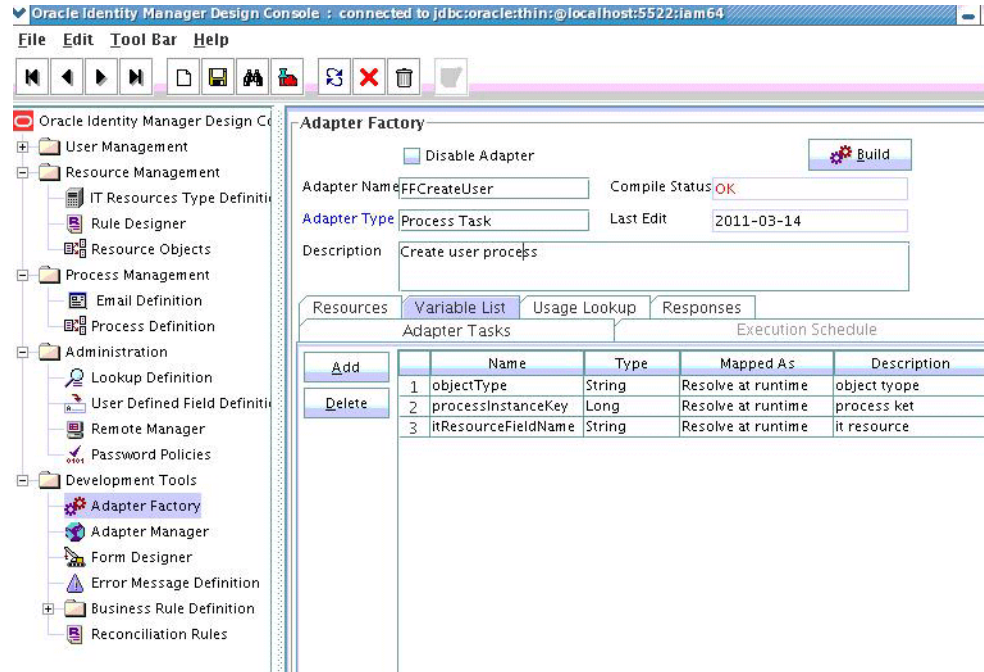 Oracle Identity Manager Design Console : connected to jdbc:oracle:thin:@localhost:5522:iam64
File Edit Tool Bar Help
Oracle Identity Manager Design Co
User Management
Resource Management
IT Resources Type Definiti
Rule Designer
Resource Objects
Process Management
Email Definition
Process Definition
Administration
Lookup Definition
User Defined Field Definiti
Remote Manager
Password Policies
Development Tools
Adapter Factory
Adapter Manager
Form Designer
Error Message Definition
Business Rule Definition
Reconciliation Rules
Adapter Factory
Disable Adapter
Build
Adapter Name FFCreateUser Compile Status OK
Adapter Type Process Task Last Edit 2011-03-14
Description Create user process
Resources Variable List Usage Lookup Responses
Adapter Tasks Execution Schedule
Add
Delete
Name Type Mapped As Description
1 objectType String Resolve at runtime object tyope
2 processInstanceKey Long Resolve at runtime process ket
3 itResourceFieldName String Resolve at runtime it resource